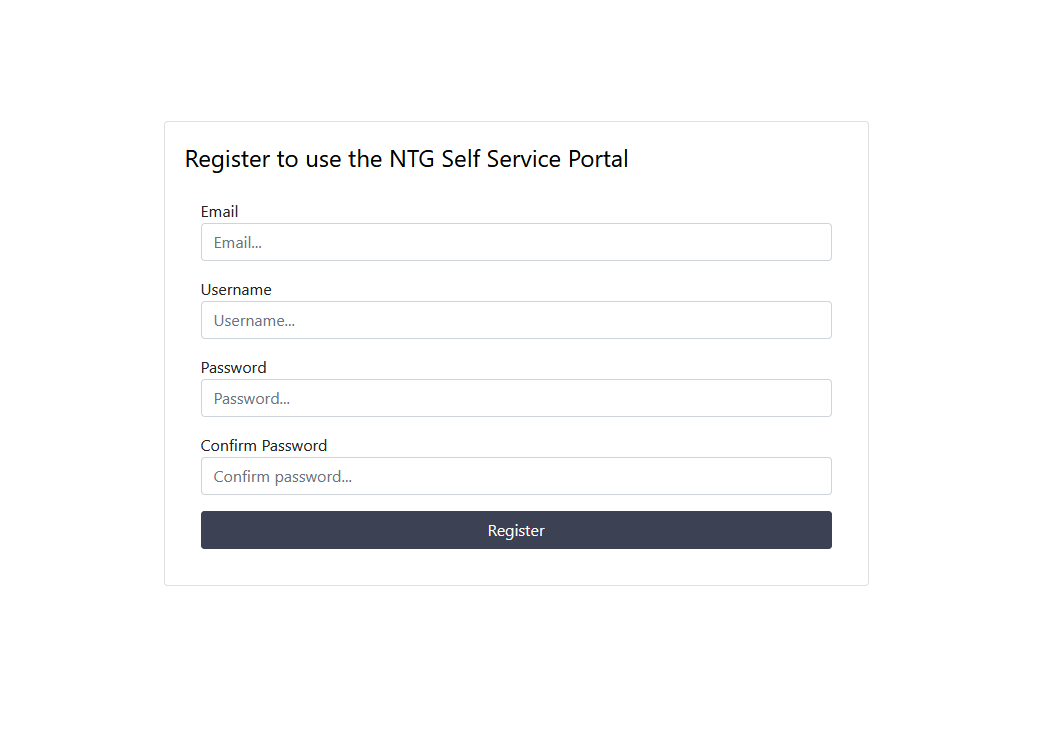 Register to use the NTG Self Service Portal
Email
Email...
Username
Username...
Password
Password...
Confirm Password
Confirm password...
Register